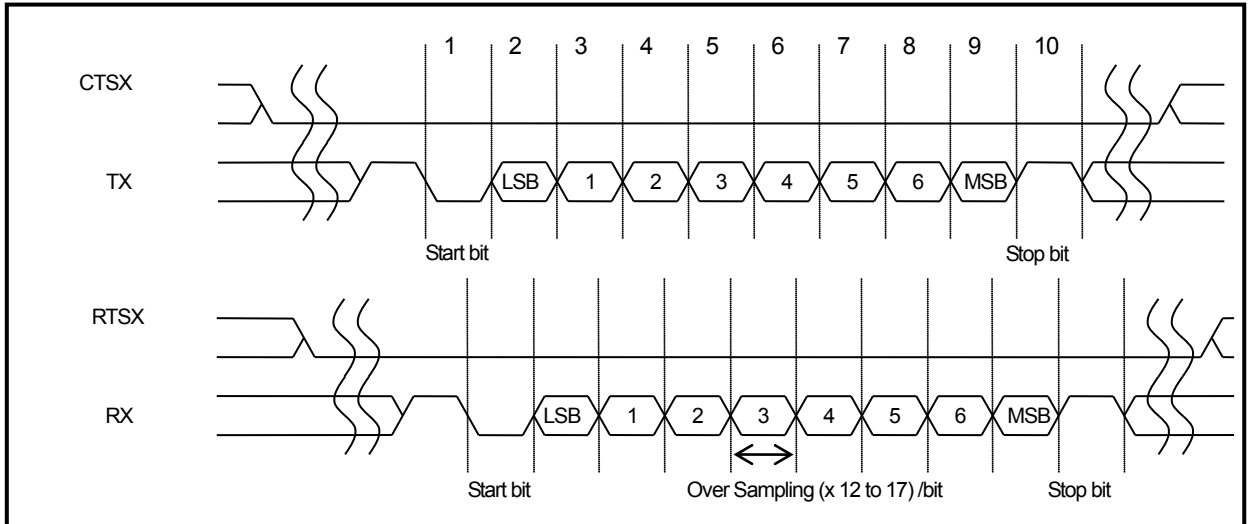 1 2 3 4 5 6 7 8 9 10
CTSX
TX LSB 1 2 3 4 5 6 MSB
Start bit Stop bit
RTSX
RX LSB 1 2 3 4 5 6 MSB
Start bit Over Sampling (x 12 to 17) /bit Stop bit